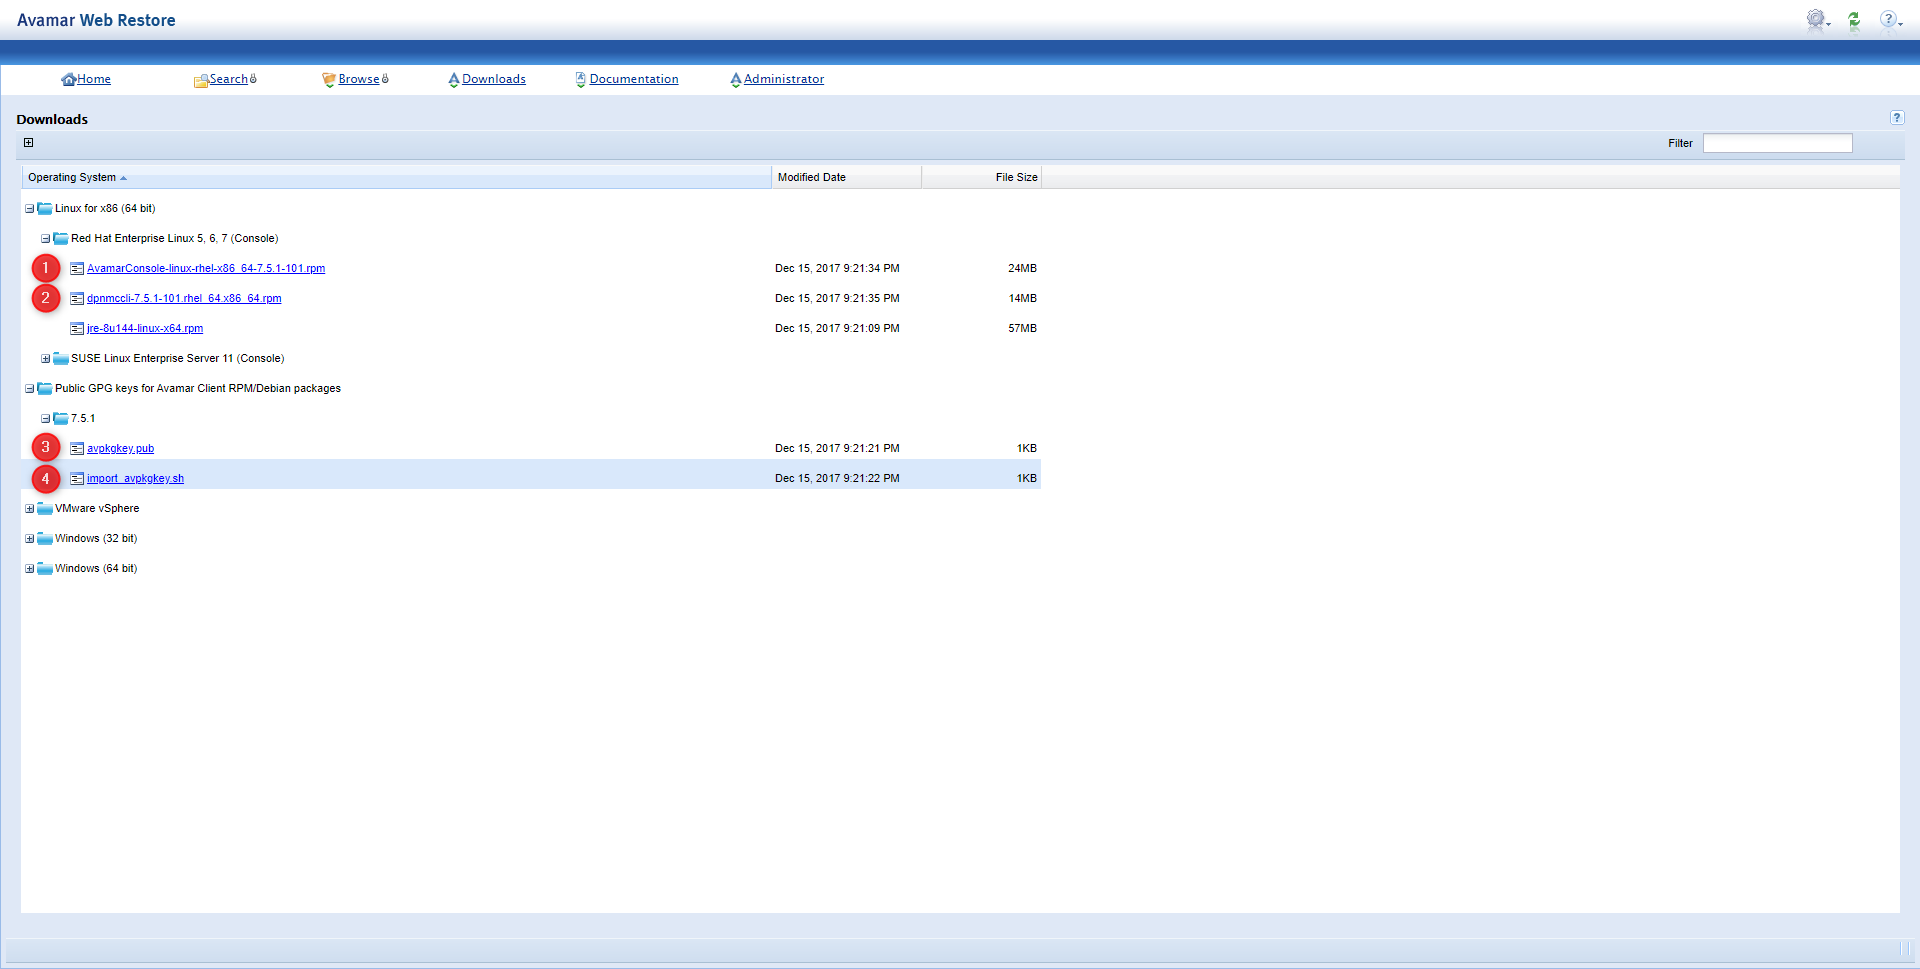 Avamar Web Restore
Home Search Browse Downloads Documentation Administrator
Downloads
Filter
Operating System Modified Date File Size
Linux for x86 (64 bit)
Red Hat Enterprise Linux 5, 6, 7 (Console)
1 AvamarConsole-linux-rhel-x86_64-7.5.1-101.rpm Dec 15, 2017 9:21:34 PM 24MB
2 dpnmccli-7.5.1-101.rhel_64.x86_64.rpm Dec 15, 2017 9:21:35 PM 14MB
jre-8u144-linux-x64.rpm Dec 15, 2017 9:21:09 PM 57MB
SUSE Linux Enterprise Server 11 (Console)
Public GPG keys for Avamar Client RPM/Debian packages
7.5.1
3 avpkgkey.pub Dec 15, 2017 9:21:21 PM 1KB
4 import_avpkgkey.sh Dec 15, 2017 9:21:22 PM 1KB
VMware vSphere
Windows (32 bit)
Windows (64 bit)